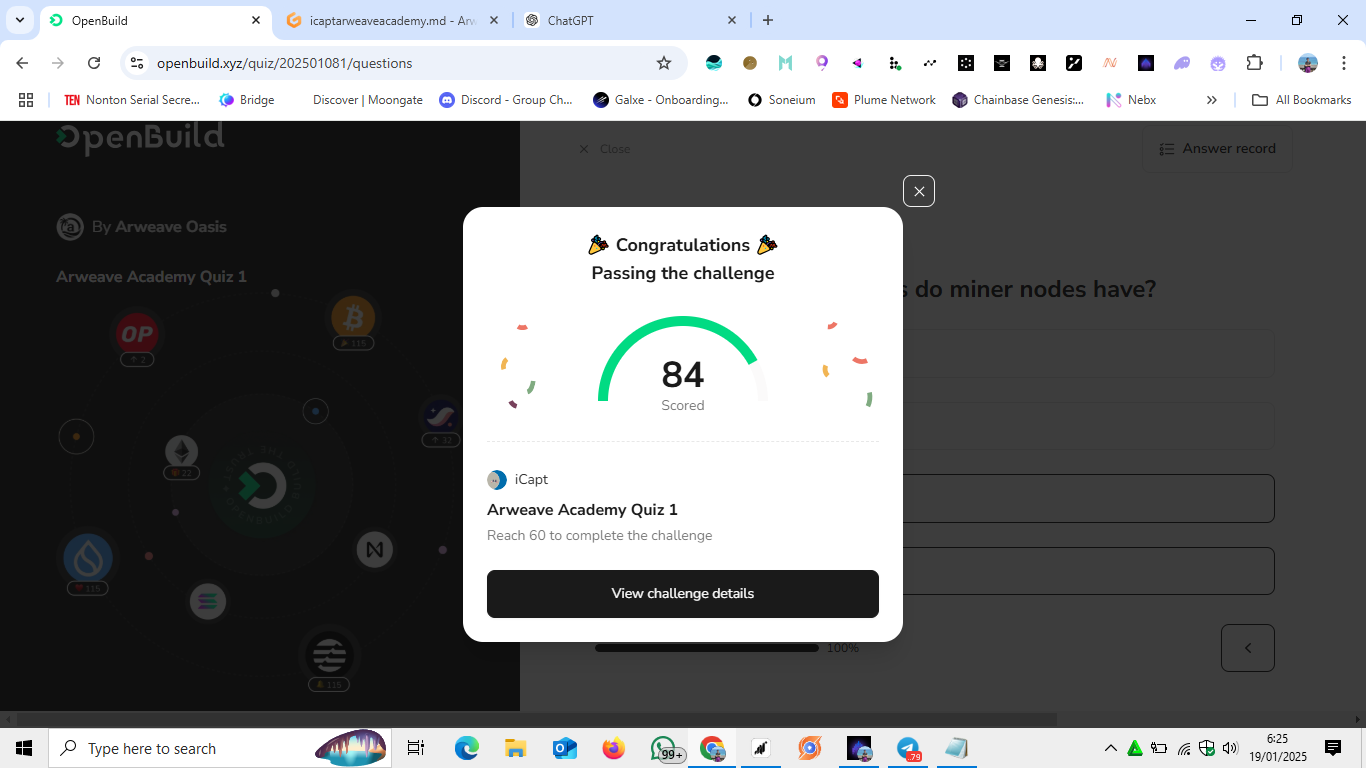 OpenBuild
icaptarweaveacademy.md - Arw
ChatGPT
openbuild.xyz/quiz/202501081/questions
TEN Nonton Serial Secre...
Bridge
Discover | Moongate
Discord - Group Ch...
Galxe - Onboarding...
Soneium
Plume Network
Chainbase Genesis:...
Nebx
All Bookmarks
OpenBuild
Close
Answer record
By Arweave Oasis
Arweave Academy Quiz 1
Congratulations
Passing the challenge
s do miner nodes have?
OP
2
115
84
Scored
32
22
iCapt
Arweave Academy Quiz 1
Reach 60 to complete the challenge
115
View challenge details
100%
115
Type here to search
99+
.79
6:25
19/01/2025